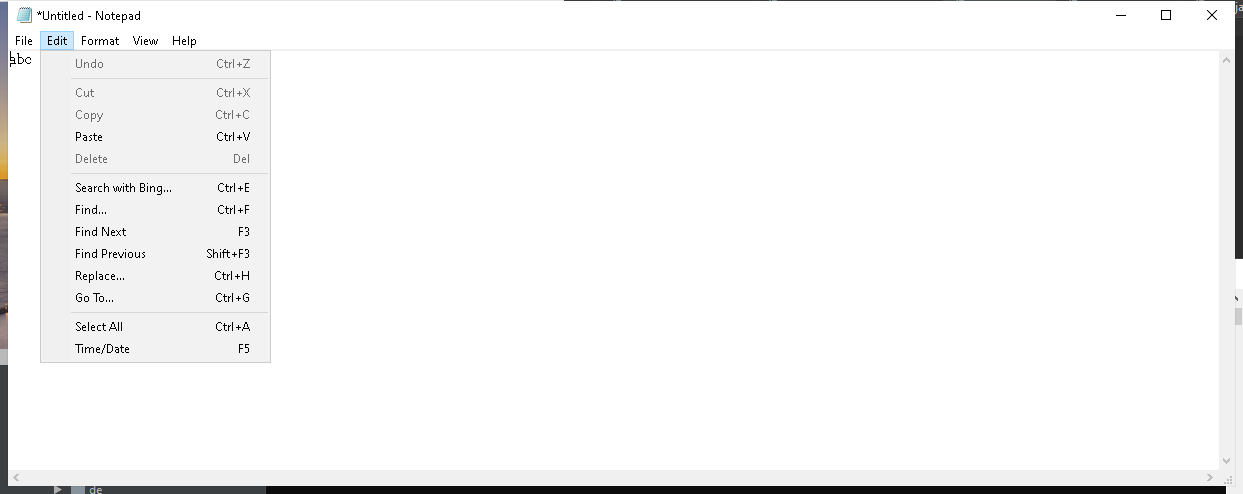 *Untitled - Notepad
File Edit Format View Help
abc
Undo Ctrl+Z
Cut Ctrl+X
Copy Ctrl+C
Paste Ctrl+V
Delete Del
Search with Bing... Ctrl+E
Find... Ctrl+F
Find Next F3
Find Previous Shift+F3
Replace... Ctrl+H
Go To... Ctrl+G
Select All Ctrl+A
Time/Date F5
de